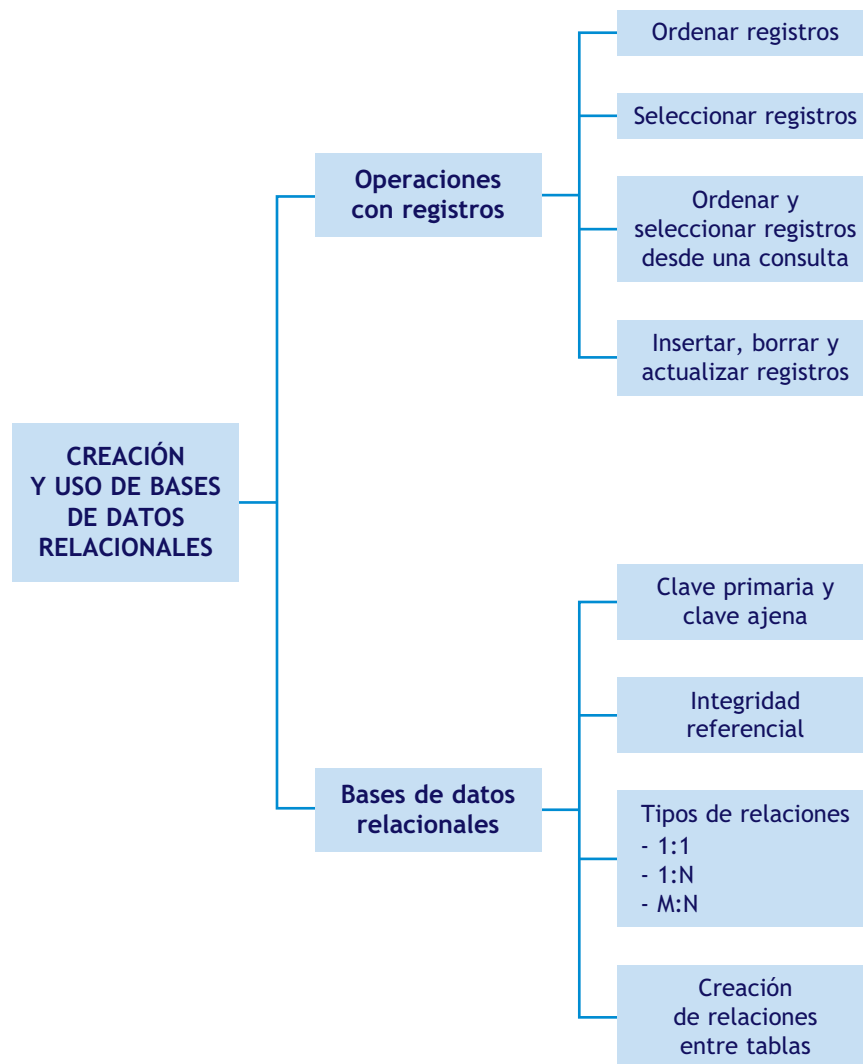 CREACIÓN
Y USO DE BASES
DE DATOS
RELACIONALES
Operaciones
con registros
Ordenar registros
Seleccionar registros
Ordenar y
seleccionar registros
desde una consulta
Insertar, borrar y
actualizar registros
Bases de datos
relacionales
Clave primaria y
clave ajena
Integridad
referencial
Tipos de relaciones
- 1:1
- 1:N
- M:N
Creación
de relaciones
entre tablas